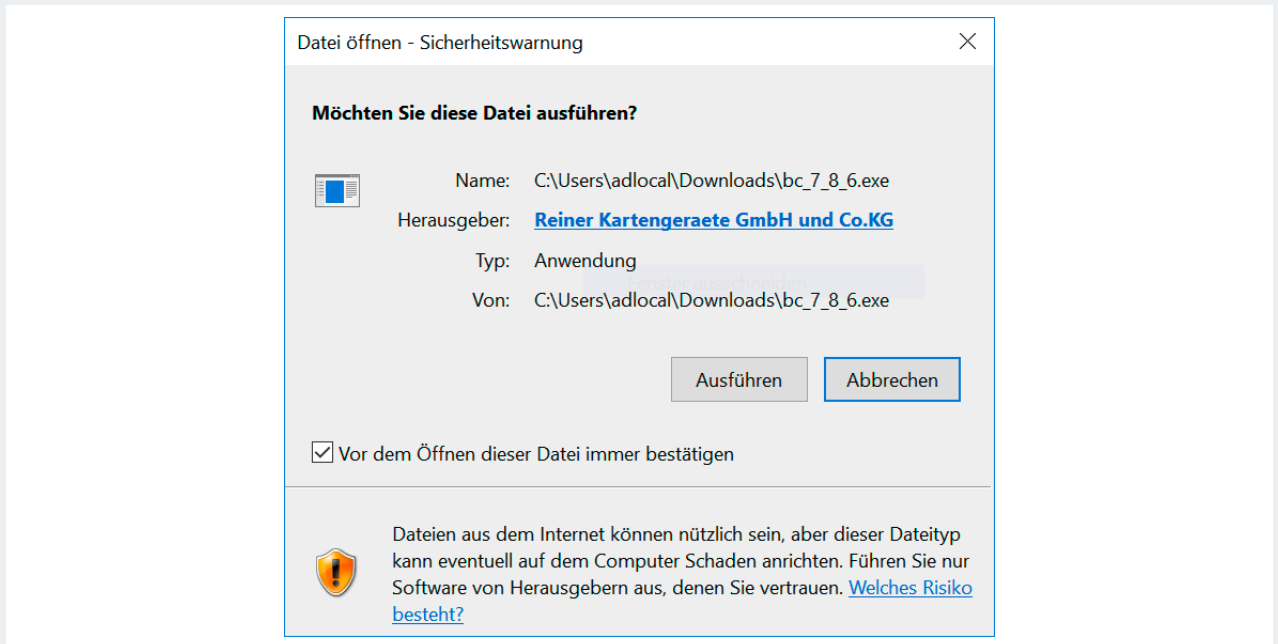 Datei öffnen - Sicherheitswarnung
Möchten Sie diese Datei ausführen?
Name: C:\Users\adlocal\Downloads\bc_7_8_6.exe
Herausgeber: Reiner Kartengeraete GmbH und Co.KG
Typ: Anwendung
Fenster ausschneiden
Von: C:\Users\adlocal\Downloads\bc_7_8_6.exe
Ausführen Abbrechen
Vor dem Öffnen dieser Datei immer bestätigen
Dateien aus dem Internet können nützlich sein, aber dieser Dateityp
kann eventuell auf dem Computer Schaden anrichten. Führen Sie nur
Software von Herausgebern aus, denen Sie vertrauen. Welches Risiko
besteht?